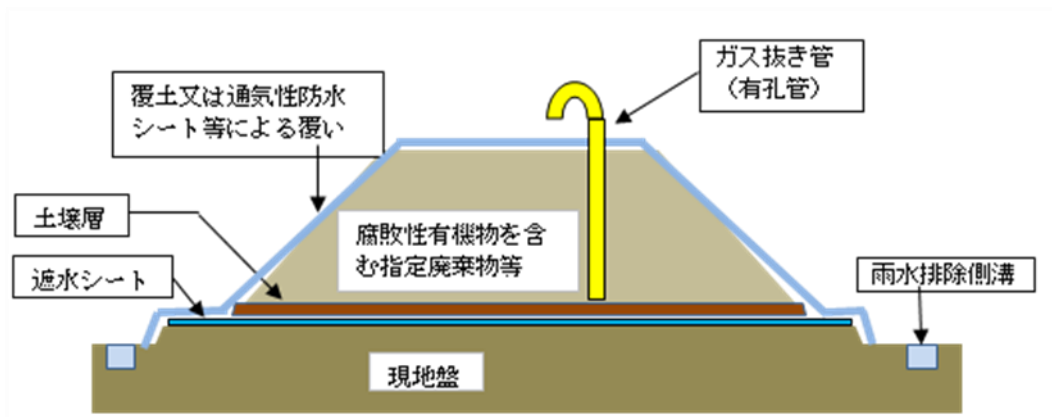 ガス抜き管
（有孔管）
覆土又は通気性防水
シート等による覆い
土壌層
腐敗性有機物を含
む指定廃棄物等
遮水シート
雨水排除側溝
現地盤